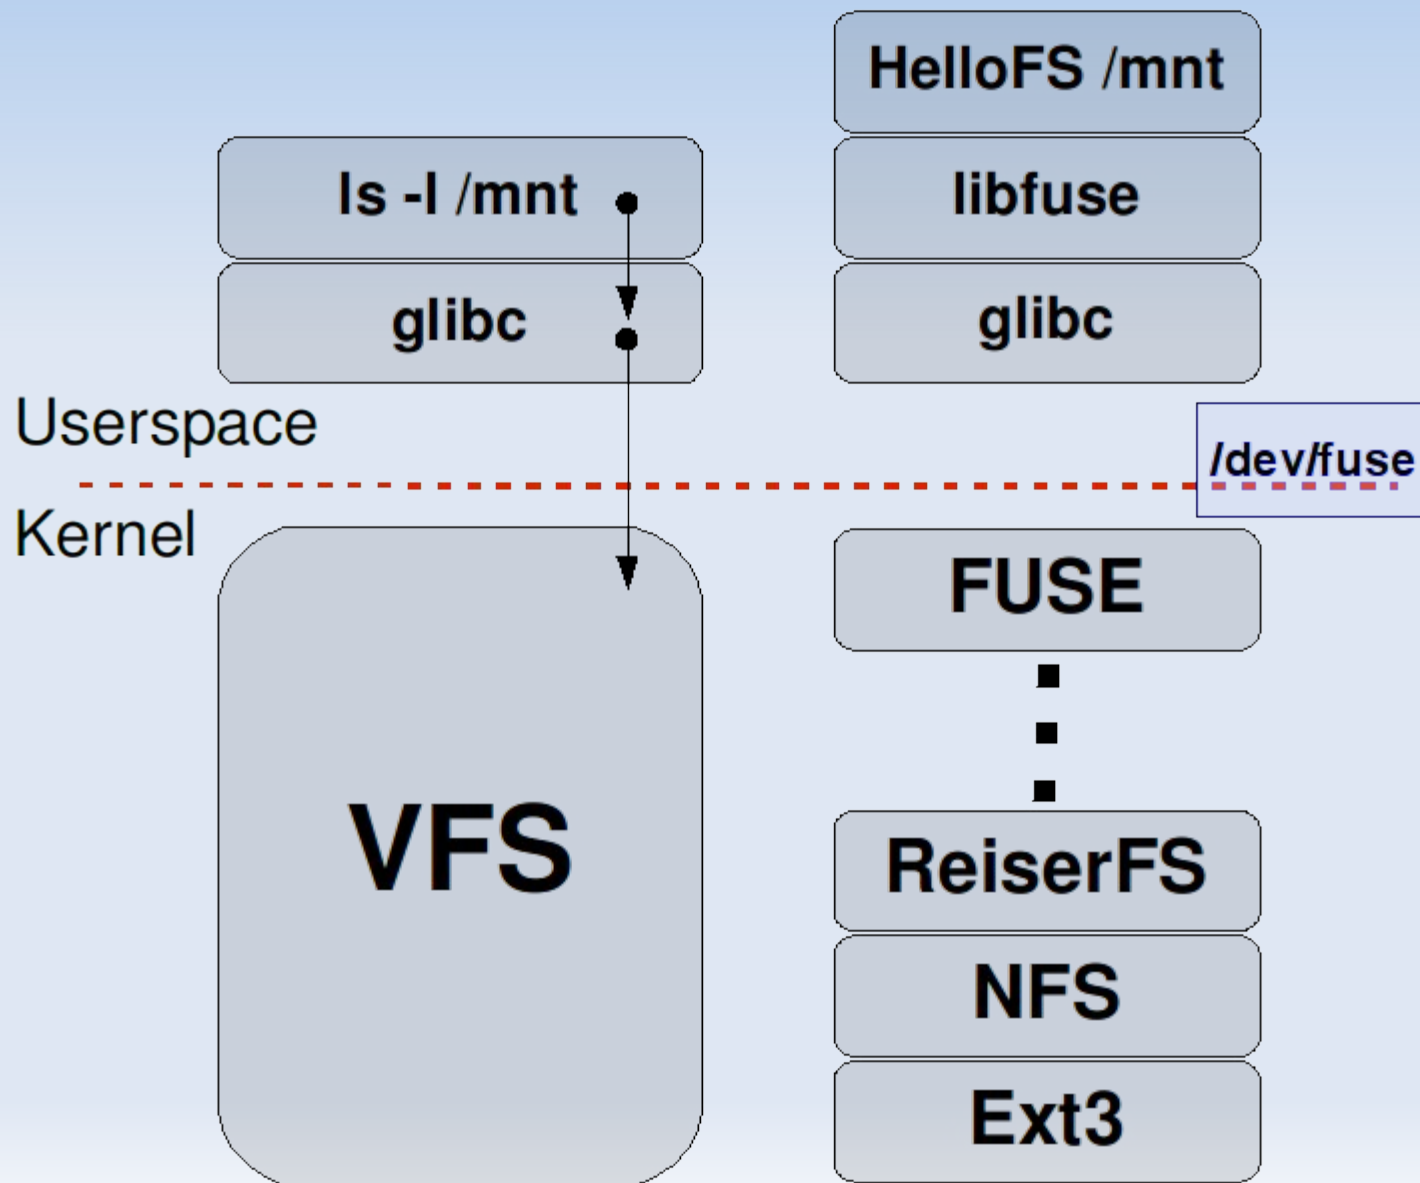 HelloFS /mnt
ls -l /mnt
libfuse
glibc
glibc
Userspace
/dev/fuse
Kernel
FUSE
VFS
ReiserFS
NFS
Ext3